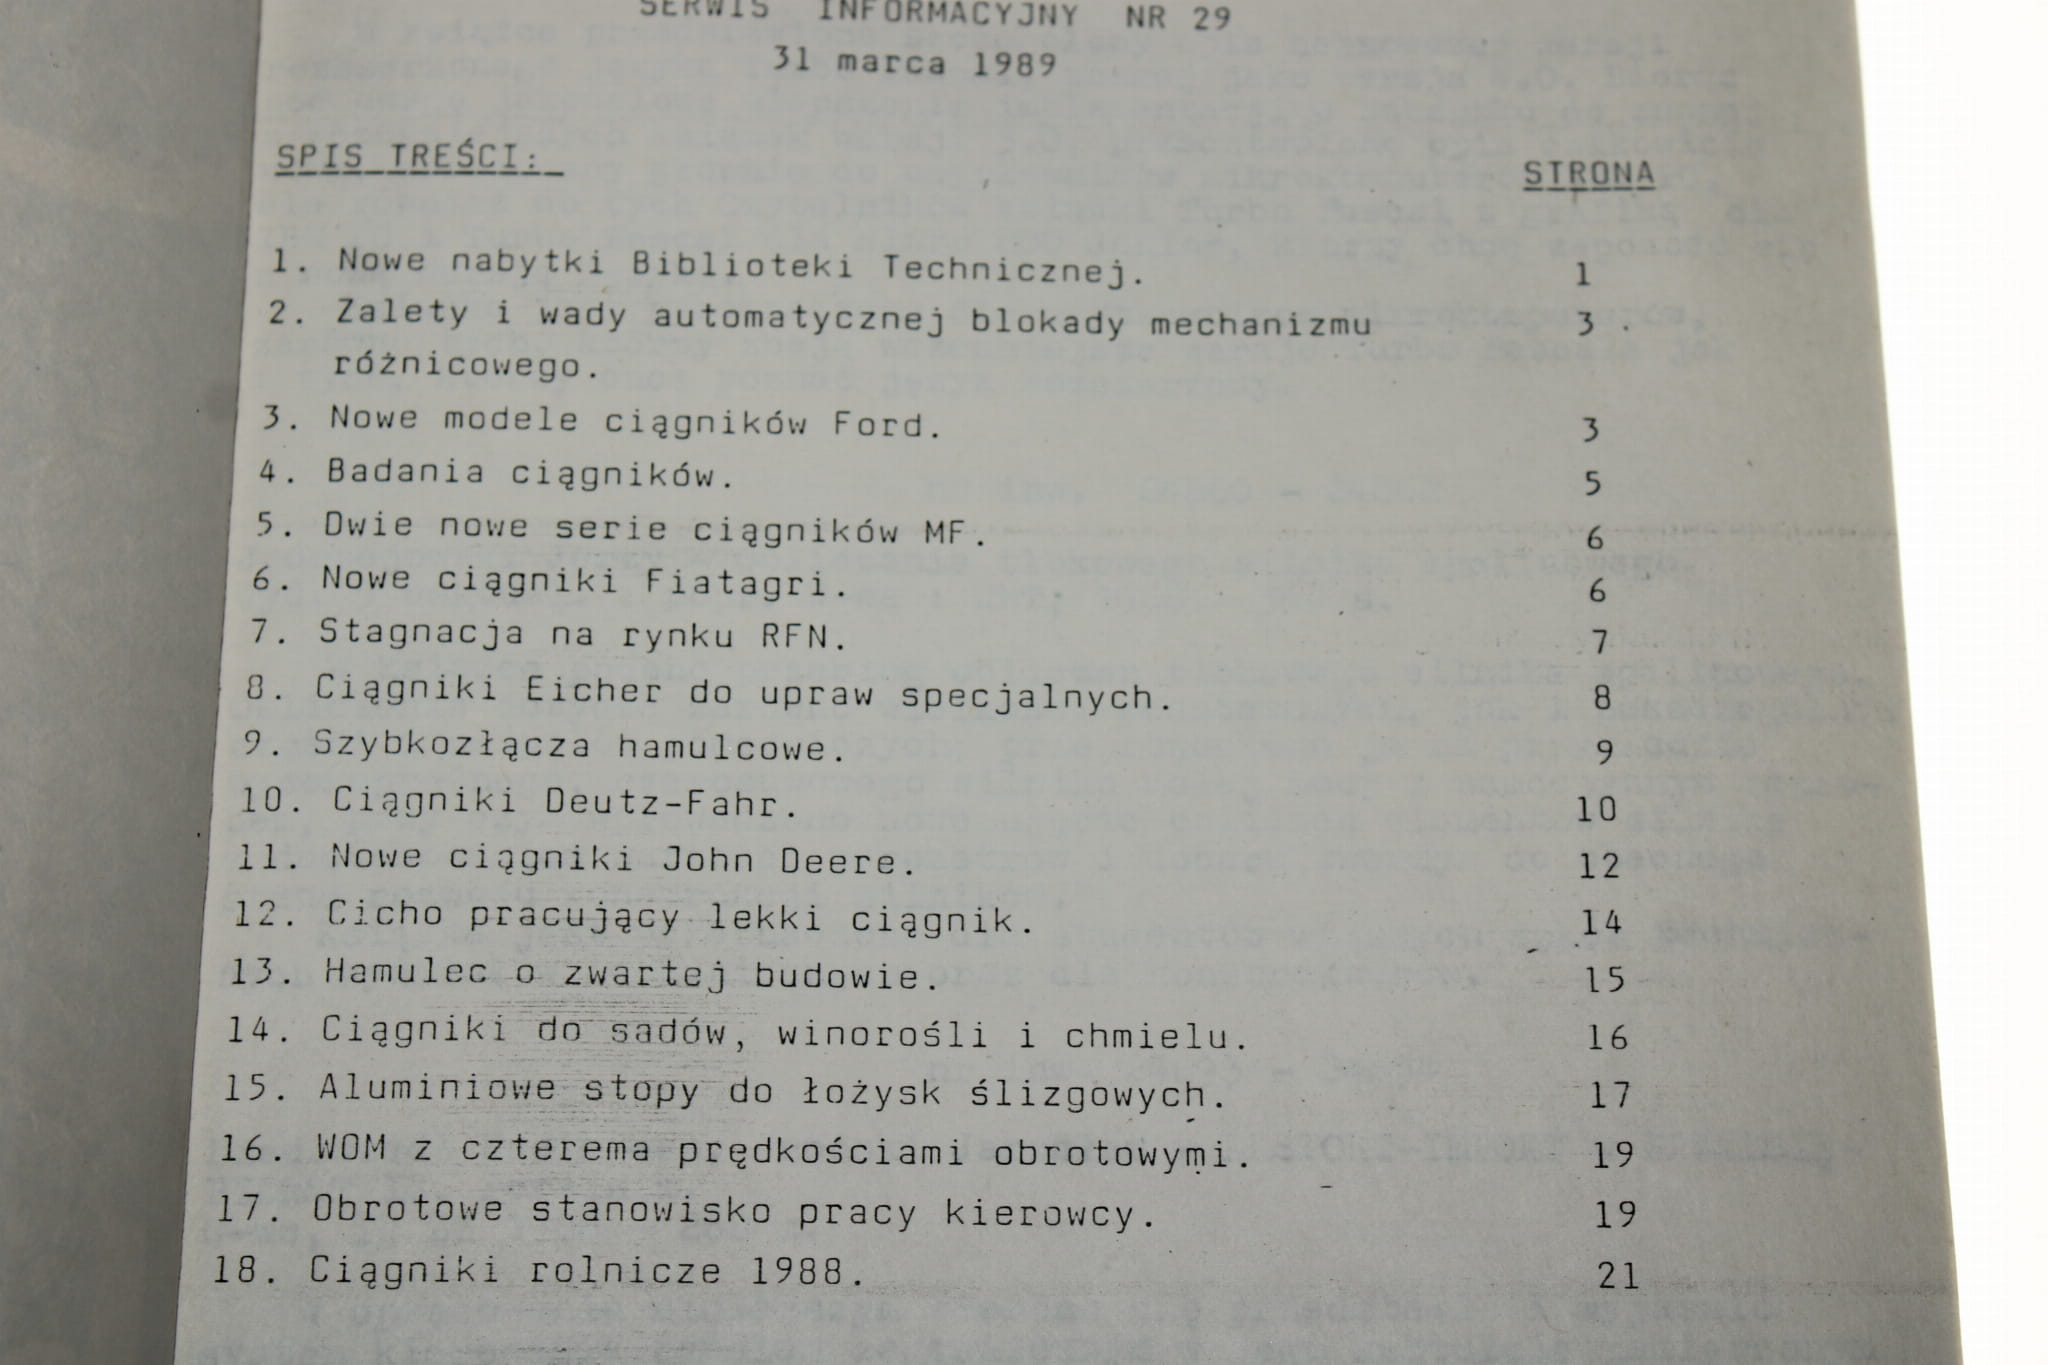 SERWIS INFORMACYJNY NR 29
31 marca 1989
SPIS TREŚCI: STRONA
1. Nowe nabytki Biblioteki Technicznej. 1
2. Zalety i wady automatycznej blokady mechanizmu 3
różnicowego.
3. Nowe modele ciągników Ford. 3
4. Badania ciągników. 5
5. Dwie nowe serie ciągników MF. 6
6. Nowe ciągniki Fiatagri. 6
7. Stagnacja na rynku RFN. 7
8. Ciągniki Eicher do upraw specjalnych. 8
9. Szybkozłącza hamulcowe. 9
10. Ciągniki Deutz-Fahr. 10
11. Nowe ciągniki John Deere. 12
12. Cicho pracujący lekki ciągnik. 14
13. Hamulec o zwartej budowie. 15
14. Ciągniki do sadów, winorośli i chmielu. 16
15. Aluminiowe stopy do łożysk ślizgowych. 17
16. WOM z czterema prędkościami obrotowymi. 19
17. Obrotowe stanowisko pracy kierowcy. 19
18. Ciągniki rolnicze 1988. 21